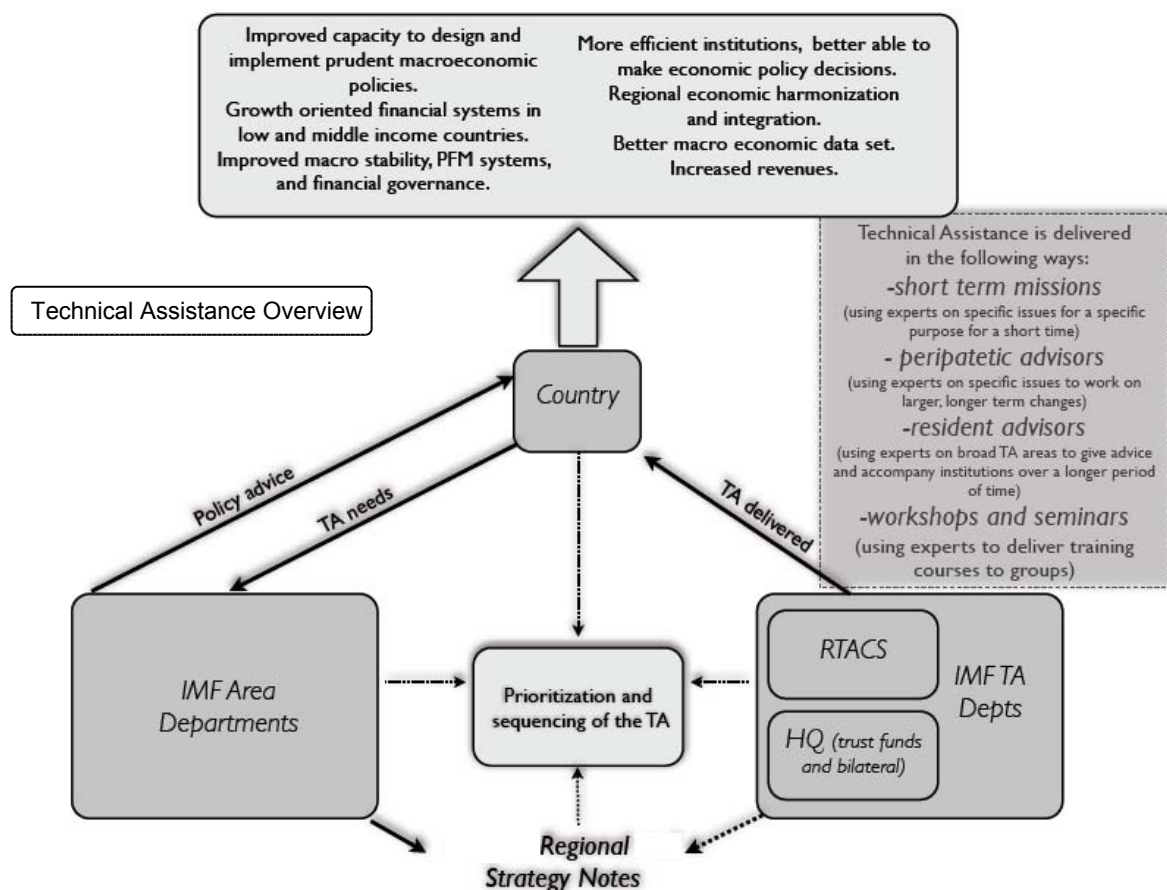 Improved capacity to design and
implement prudent macroeconomic
policies.
Growth oriented financial systems in
low and middle income countries.
Improved macro stability, PFM systems,
and financial governance.
More efficient institutions, better able to
make economic policy decisions.
Regional economic harmonization
and integration.
Better macro economic data set.
Increased revenues.
Technical Assistance is delivered
in the following ways:
-short term missions
(using experts on specific issues for a specific
purpose for a short time)
- peripatetic advisors
(using experts on specific issues to work on
larger, longer term changes)
-resident advisors
(using experts on broad TA areas to give advice
and accompany institutions over a longer period
of time)
-workshops and seminars
(using experts to deliver training
courses to groups)
Technical Assistance Overview
Country
Policy advice
TA needs
TA delivered
IMF Area
Departments
Prioritization and
sequencing of the TA
RTACS
HQ (trust funds
and bilateral)
IMF TA
Depts
Regional
Strategy Notes